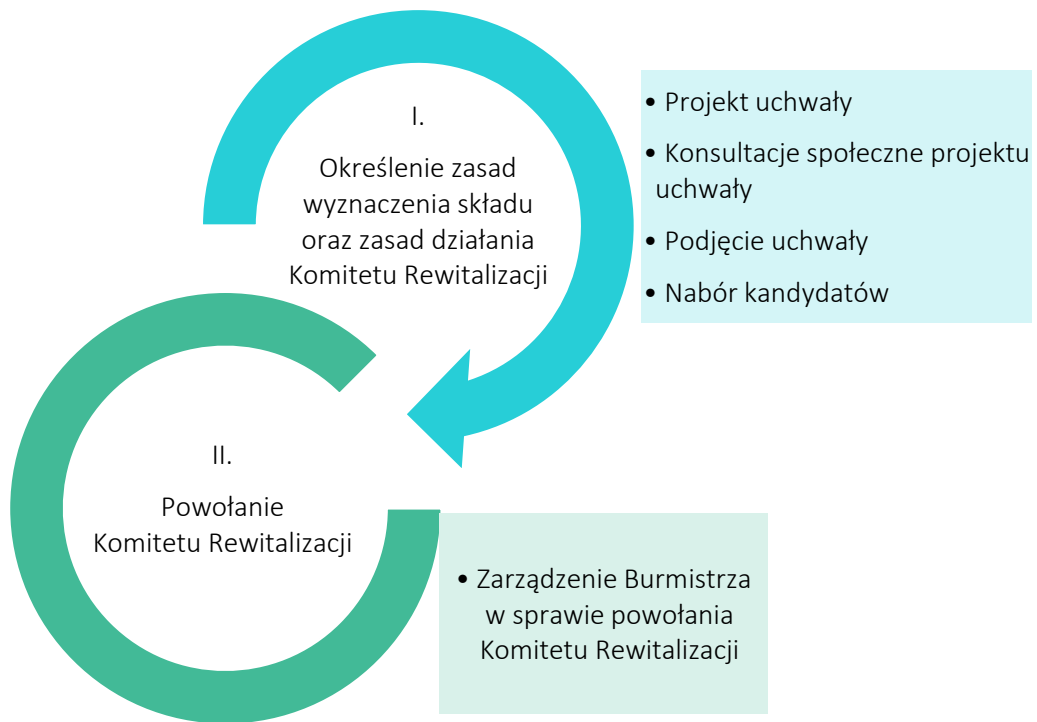 I.
Określenie zasad
wyznaczenia składu
oraz zasad działania
Komitetu Rewitalizacji
• Projekt uchwały
• Konsultacje społeczne projektu
uchwały
• Podjęcie uchwały
• Nabór kandydatów
II.
Powołanie
Komitetu Rewitalizacji
• Zarządzenie Burmistrza
w sprawie powołania
Komitetu Rewitalizacji